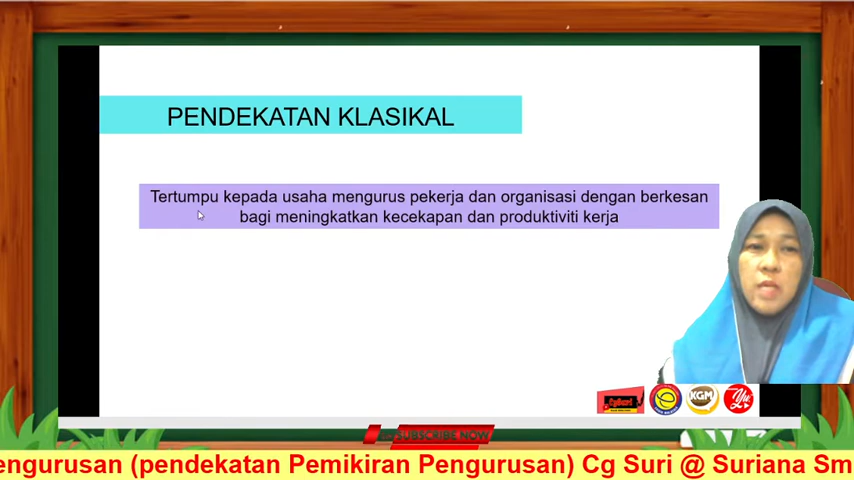 PENDEKATAN KLASIKAL
Tertumpu kepada usaha mengurus pekerja dan organisasi dengan berkesan
bagi meningkatkan kecekapan dan produktiviti kerja
KGM
SUBSCRIBE NOW
engurusan (pendekatan Pemikiran Pengurusan) Cg Suri @ Suriana Sm